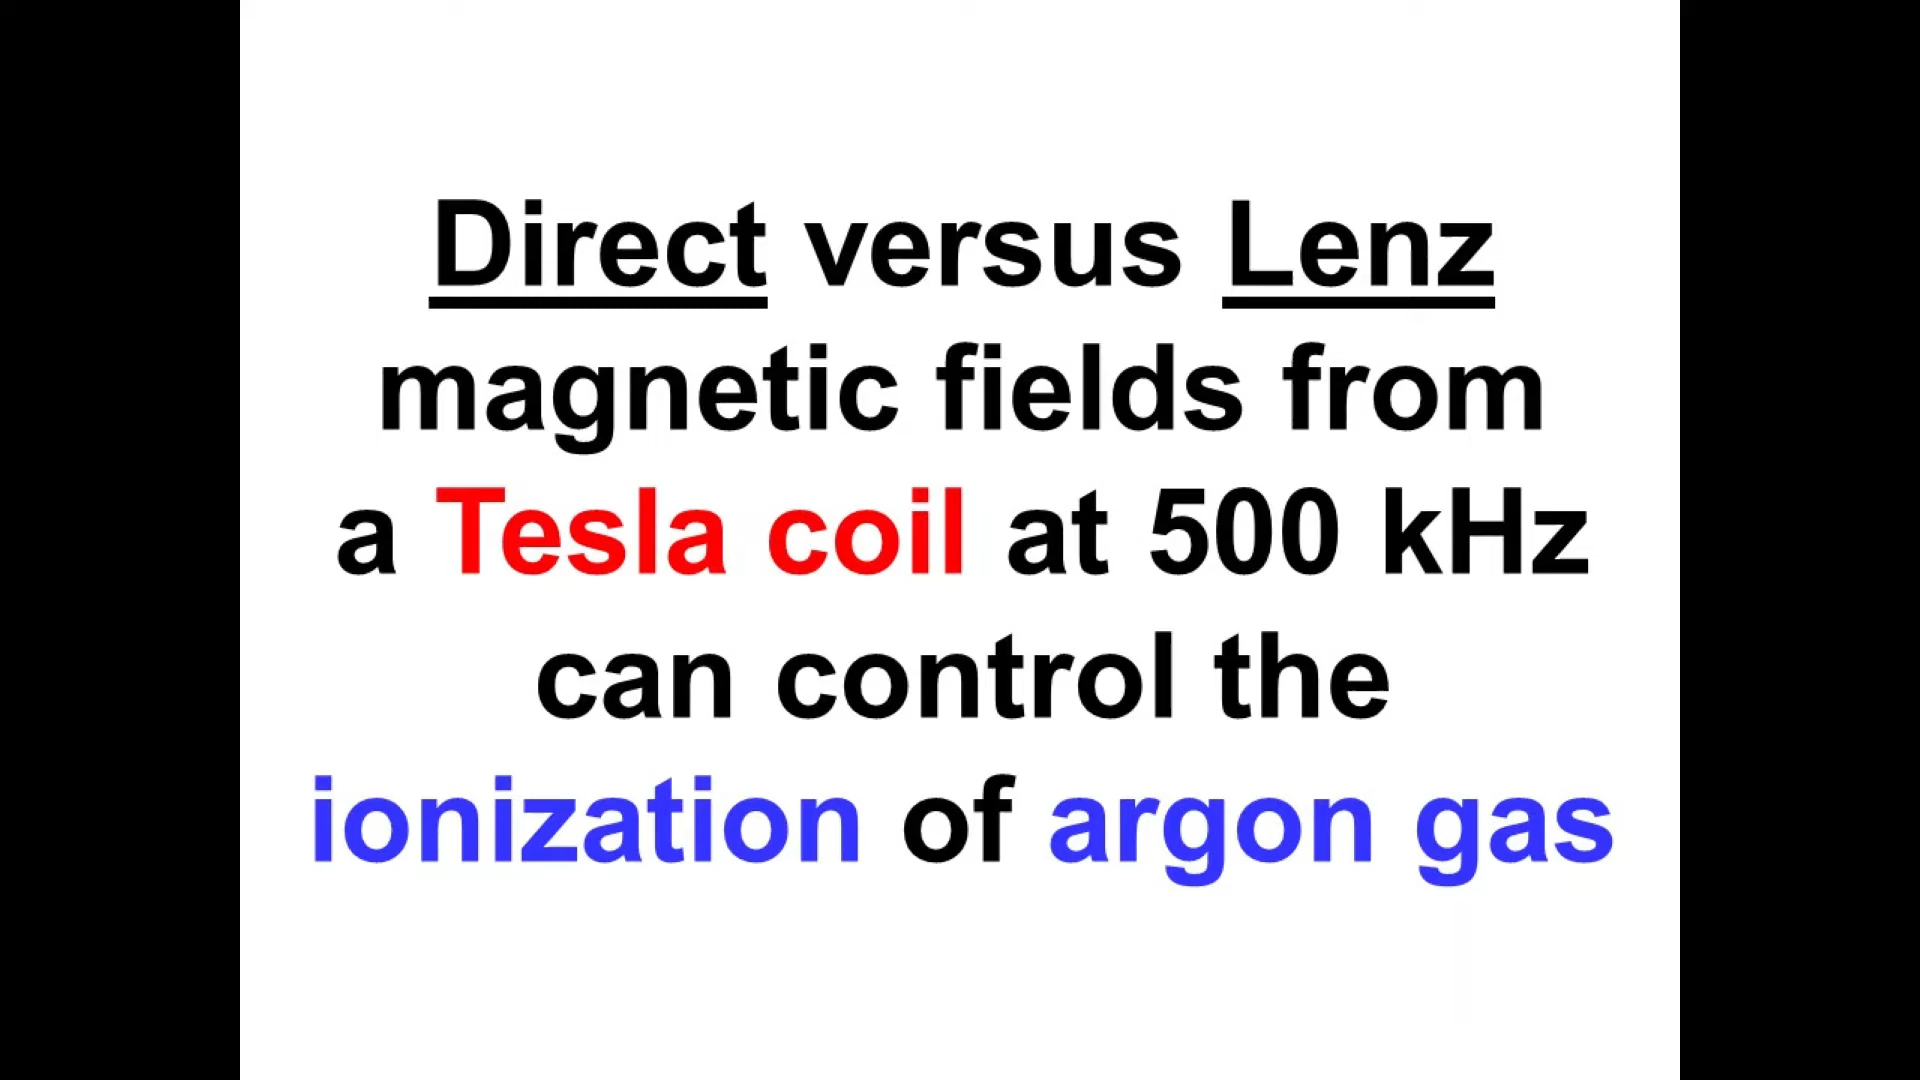 Direct versus Lenz
magnetic fields from
a Tesla coil at 500 kHz
can control the
ionization of argon gas